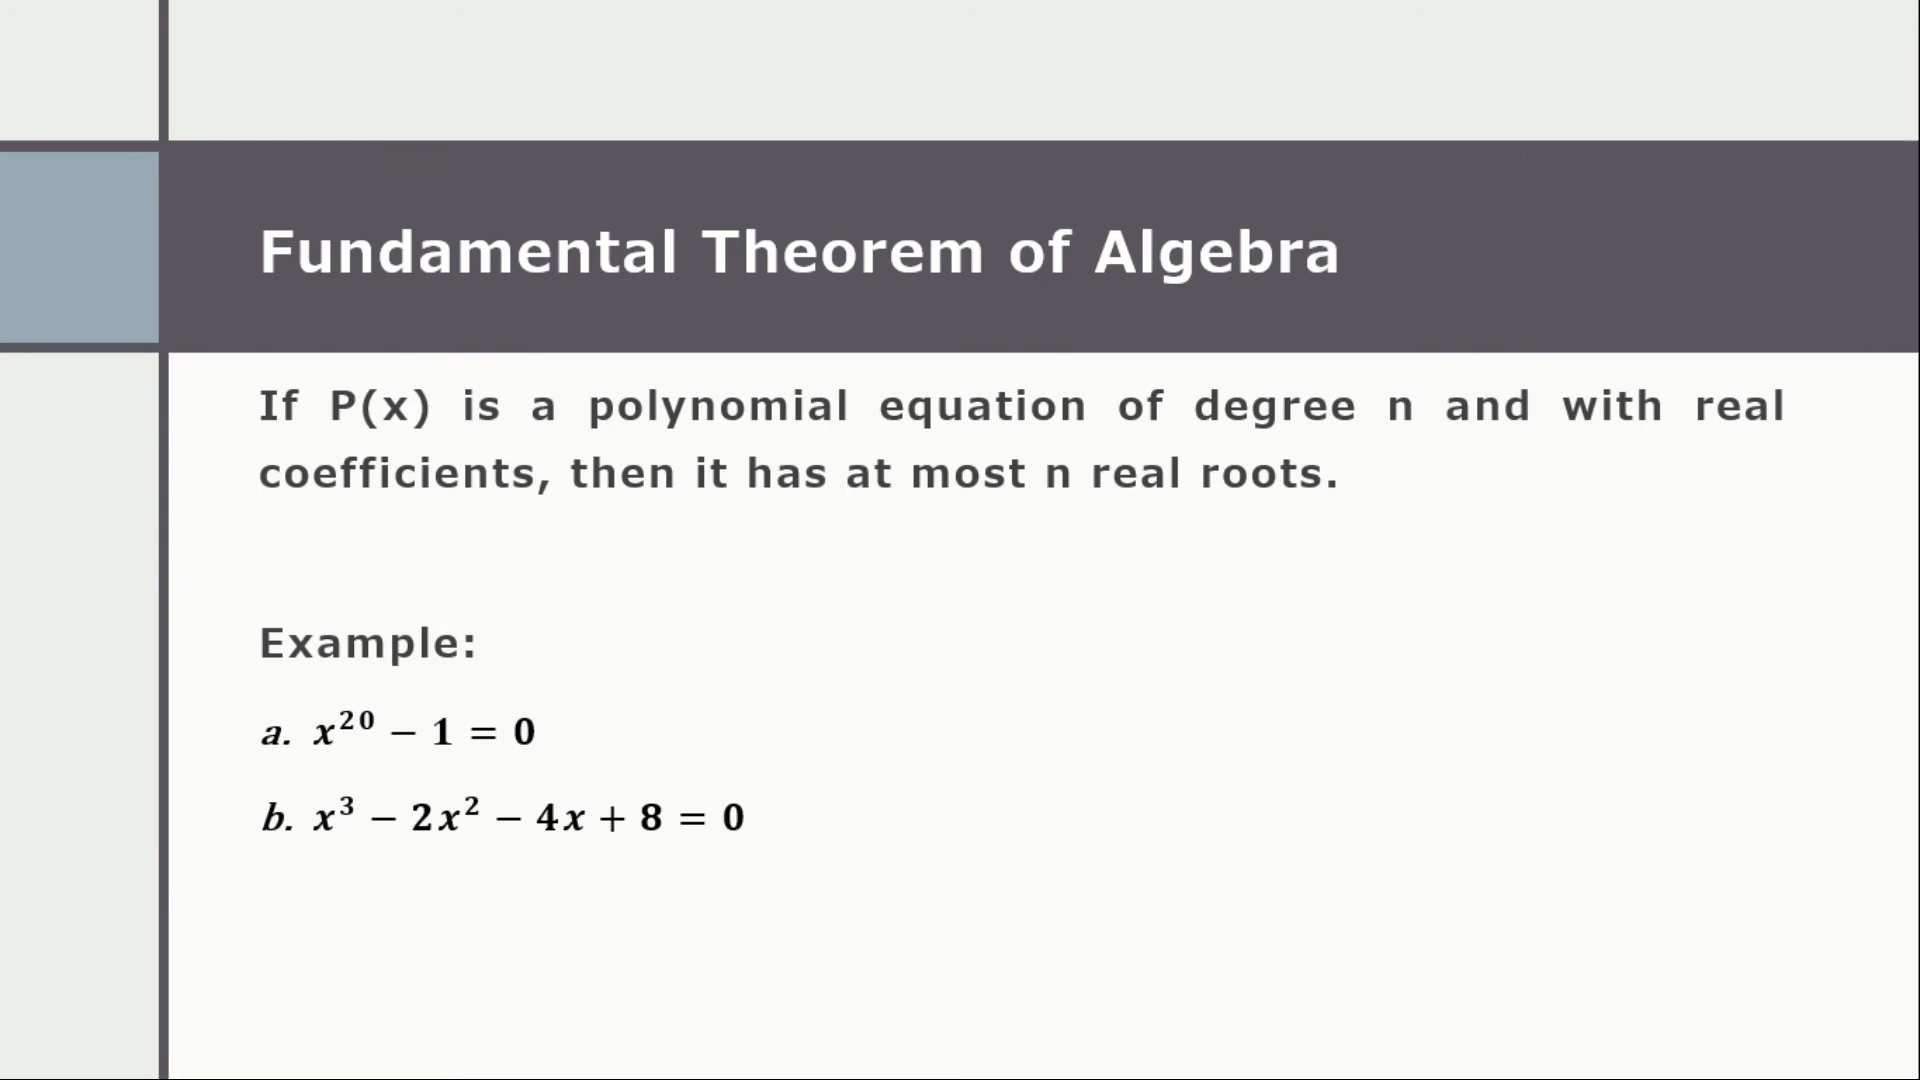 Fundamental Theorem of Algebra
If P(x) is a polynomial equation of degree n and with real
coefficients, then it has at most n real roots.
Example:
a. x²⁰ − 1 = 0
b. x³ − 2x² − 4x + 8 = 0